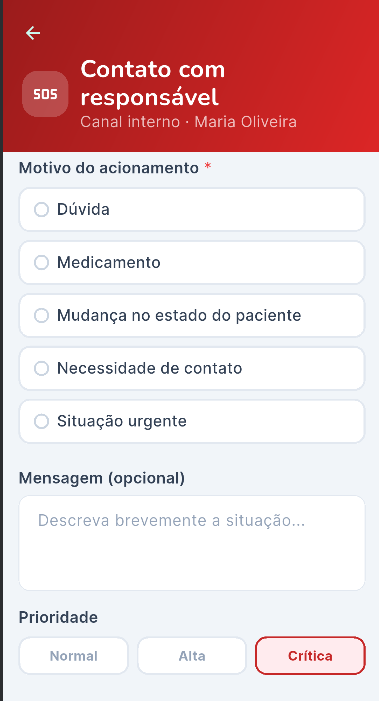 SOS
Contato com
responsável
Canal interno · Maria Oliveira
Motivo do acionamento *
Dúvida
Medicamento
Mudança no estado do paciente
Necessidade de contato
Situação urgente
Mensagem (opcional)
Descreva brevemente a situação...
Prioridade
Normal
Alta
Crítica